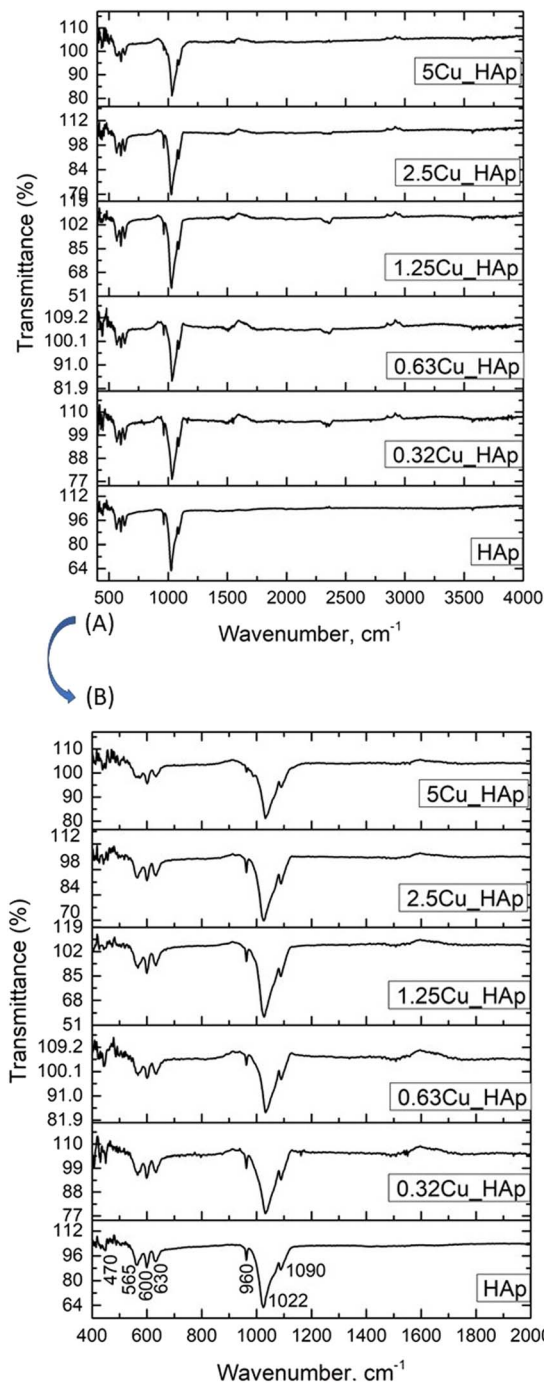 110
100
90
80
5Cu_HAp
112
98
84
70
2.5Cu_HAp
119
102
85
68
51
1.25Cu_HAp
109.2
100.1
91.0
81.9
0.63Cu_HAp
110
99
88
77
0.32Cu_HAp
112
96
80
64
HAp
Transmittance (%)
500 1000 1500 2000 2500 3000 3500 4000
(A)
Wavenumber, cm-1
(B)
110
100
90
80
5Cu_HAp
112
98
84
70
2.5Cu_HAp
119
102
85
68
51
1.25Cu_HAp
109.2
100.1
91.0
81.9
0.63Cu_HAp
110
99
88
77
0.32Cu_HAp
112
96
80
64
470
565
600
630
960
1022
1090
HAp
Transmittance (%)
400 600 800 1000 1200 1400 1600 1800 2000
Wavenumber, cm-1